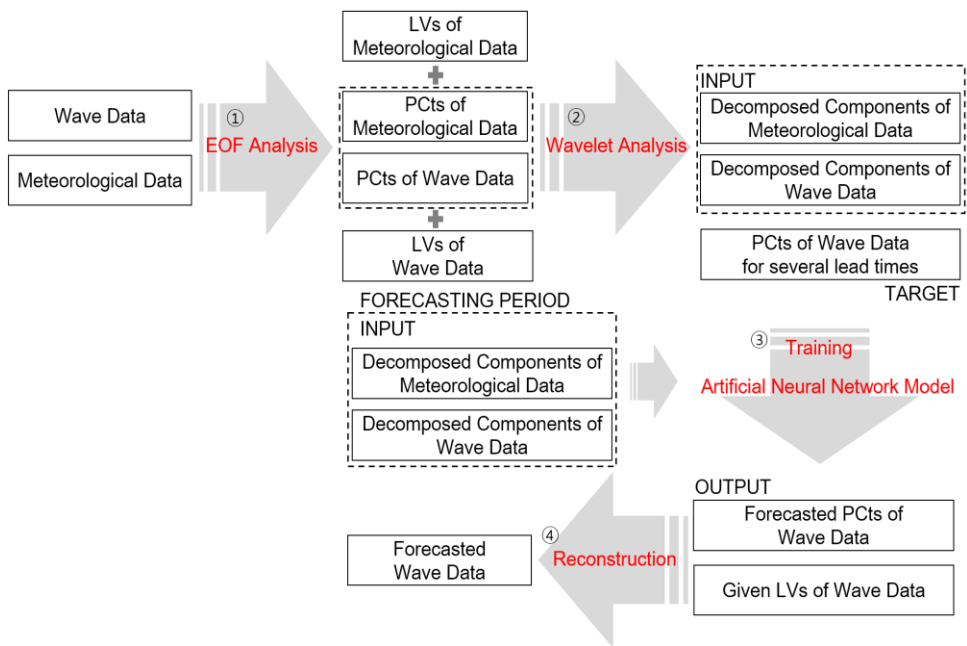 Wave Data
Meteorological Data
①
EOF Analysis
LVs of
Meteorological Data
+
PCts of
Meteorological Data
PCts of Wave Data
+
LVs of
Wave Data
②
Wavelet Analysis
INPUT
Decomposed Components of
Meteorological Data
Decomposed Components of
Wave Data
PCts of Wave Data
for several lead times
TARGET
FORECASTING PERIOD
INPUT
Decomposed Components of
Meteorological Data
Decomposed Components of
Wave Data
③
Training
Artificial Neural Network Model
OUTPUT
Forecasted PCts of
Wave Data
Given LVs of Wave Data
④
Reconstruction
Forecasted
Wave Data